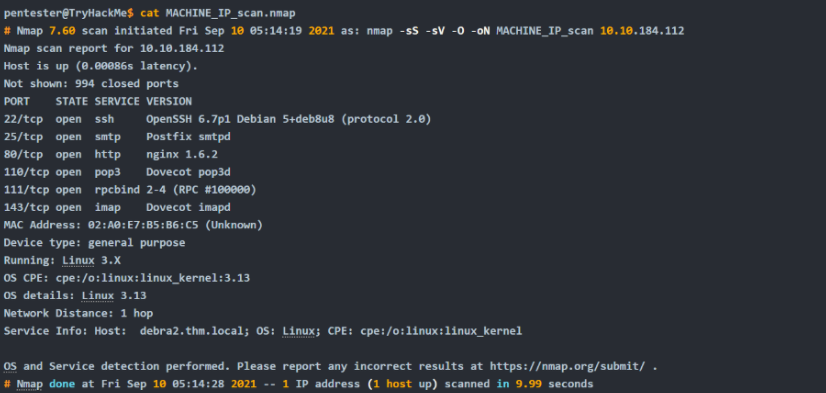 pentester@TryHackMe$ cat MACHINE_IP_scan.nmap
# Nmap 7.60 scan initiated Fri Sep 10 05:14:19 2021 as: nmap -sS -sV -O -oN MACHINE_IP_scan 10.10.184.112
Nmap scan report for 10.10.184.112
Host is up (0.00086s latency).
Not shown: 994 closed ports
PORT    STATE SERVICE VERSION
22/tcp  open  ssh     OpenSSH 6.7p1 Debian 5+deb8u8 (protocol 2.0)
25/tcp  open  smtp    Postfix smtpd
80/tcp  open  http    nginx 1.6.2
110/tcp open  pop3    Dovecot pop3d
111/tcp open  rpcbind 2-4 (RPC #100000)
143/tcp open  imap    Dovecot imapd
MAC Address: 02:A0:E7:B5:B6:C5 (Unknown)
Device type: general purpose
Running: Linux 3.X
OS CPE: cpe:/o:linux:linux_kernel:3.13
OS details: Linux 3.13
Network Distance: 1 hop
Service Info: Host:  debra2.thm.local; OS: Linux; CPE: cpe:/o:linux:linux_kernel
OS and Service detection performed. Please report any incorrect results at https://nmap.org/submit/ .
# Nmap done at Fri Sep 10 05:14:28 2021 -- 1 IP address (1 host up) scanned in 9.99 seconds